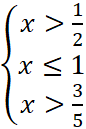 x > 1/2
x ≤ 1
x > 3/5